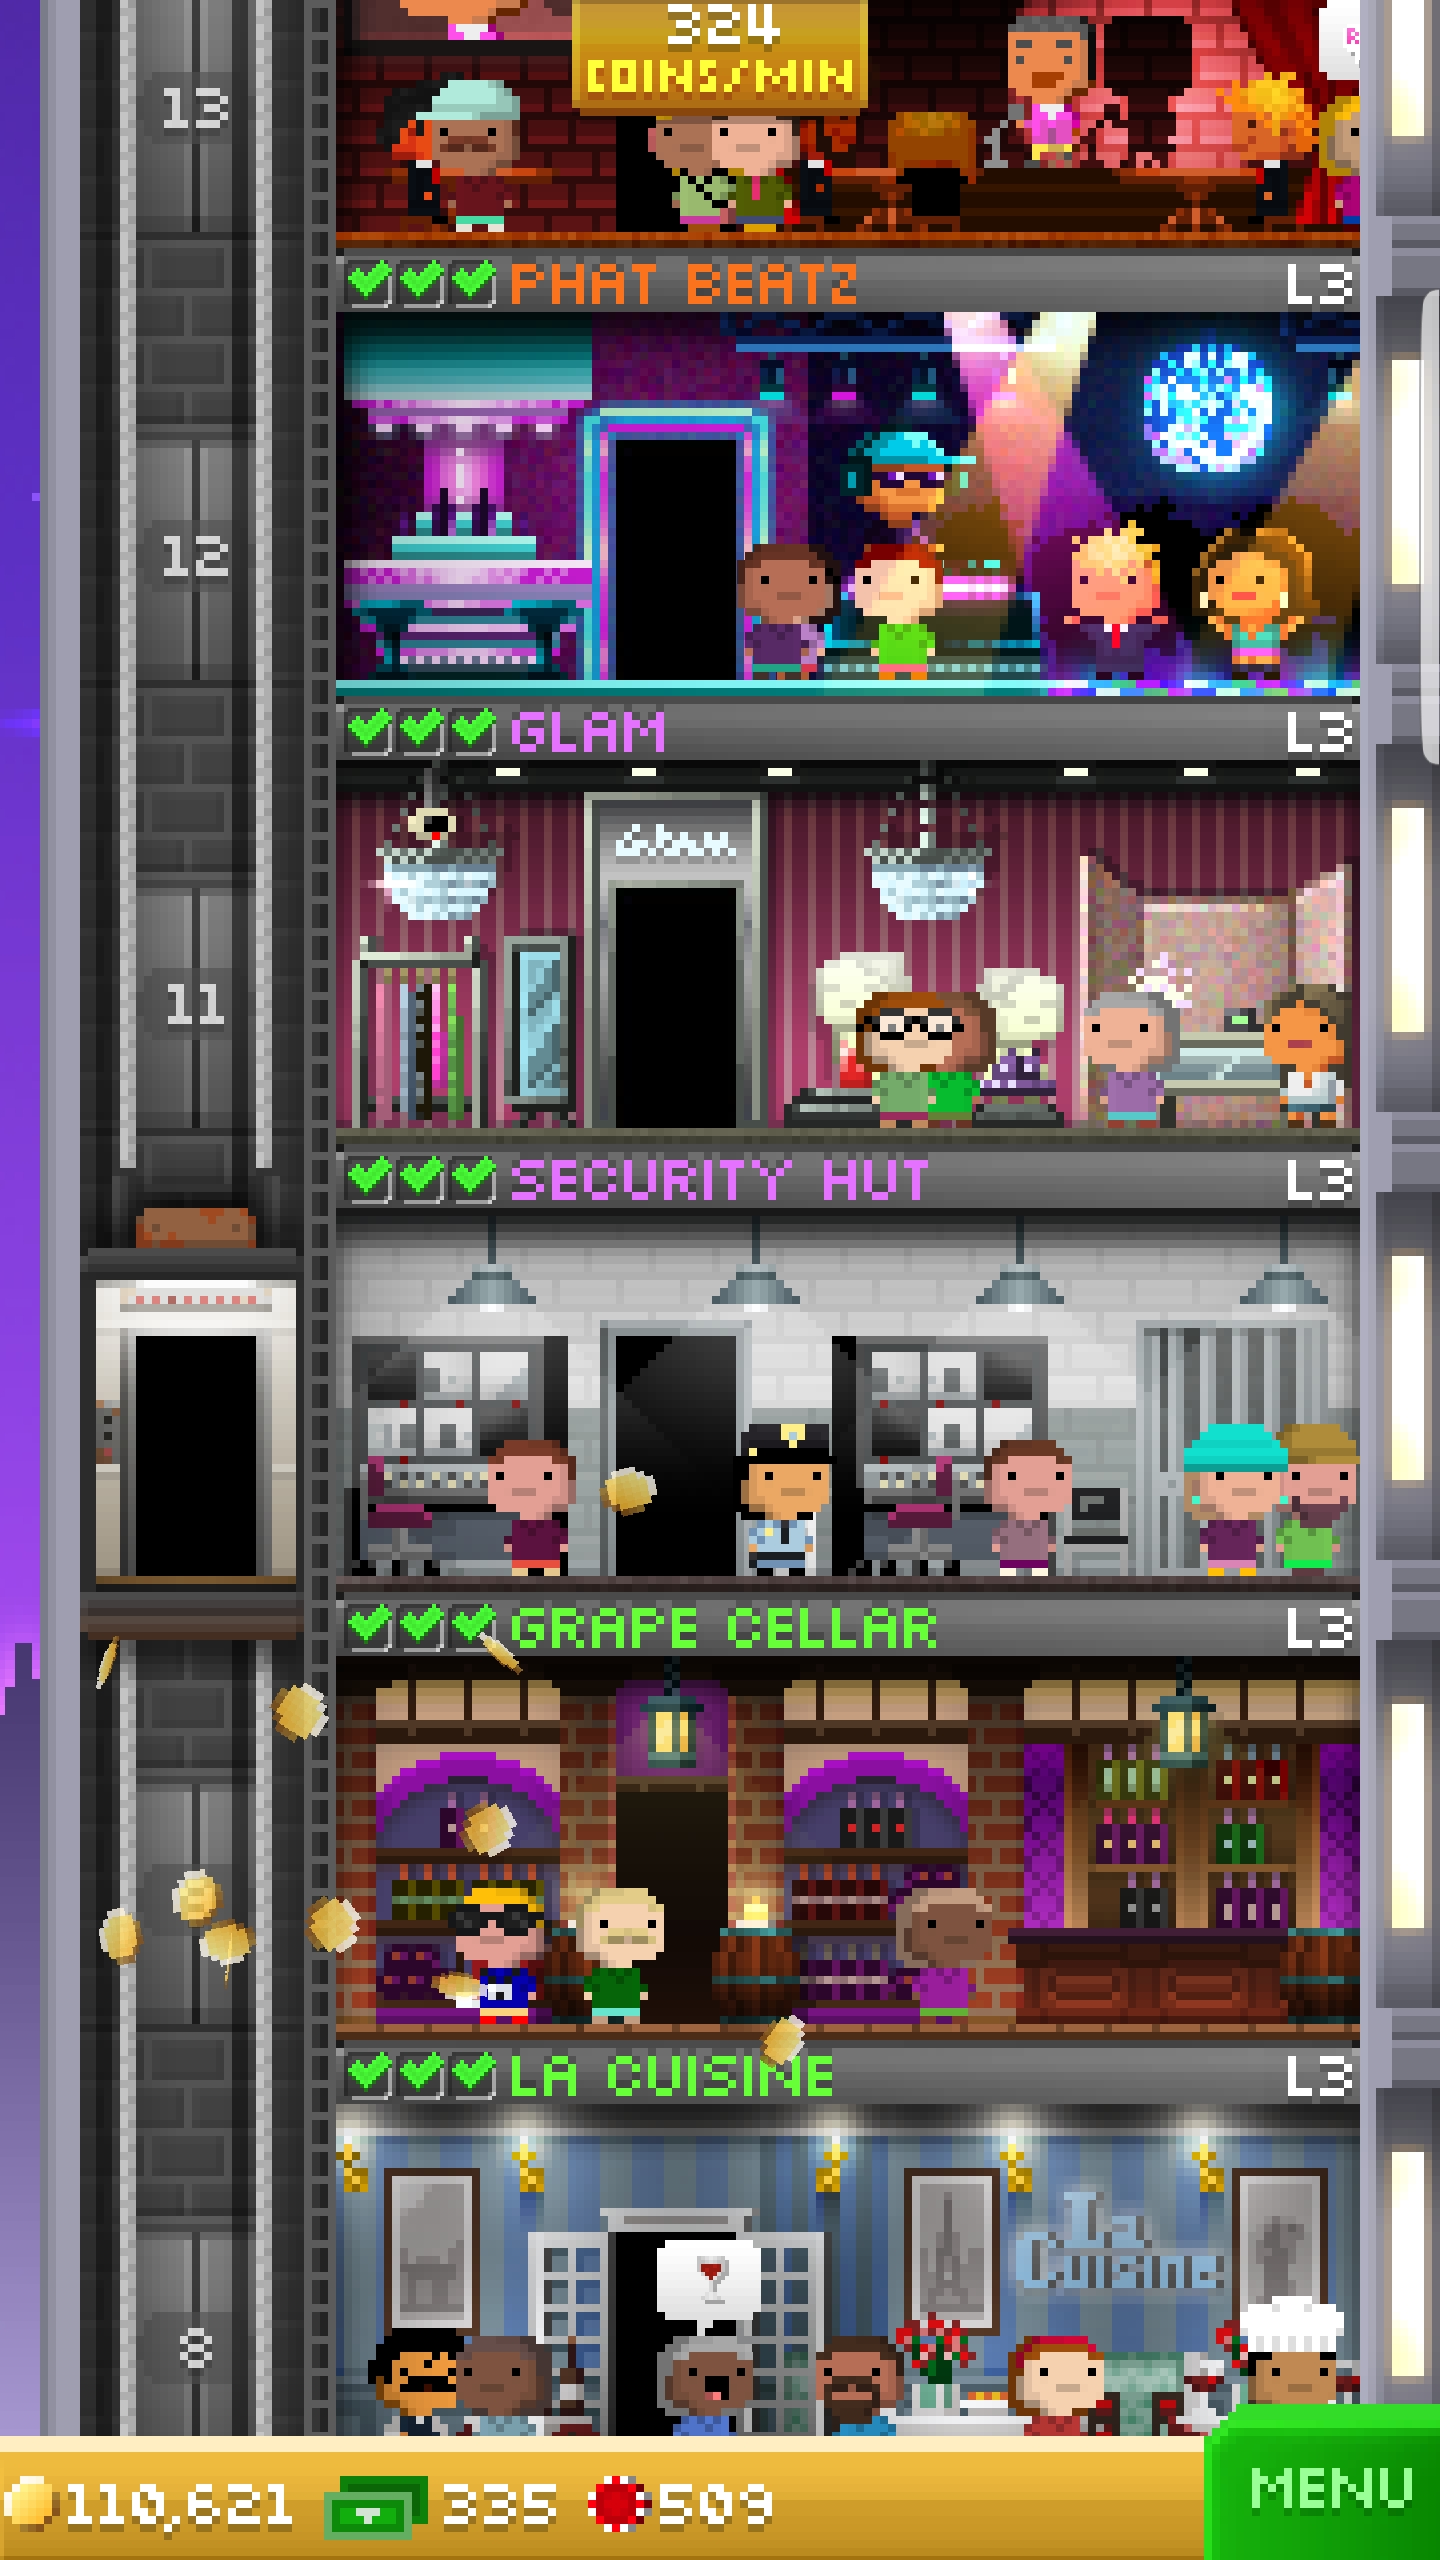 324
COINS/MIN
R
13
PHAT BEATZ
L3
12
GLAM
L3
Glam
11
SECURITY HUT
L3
GRAPE CELLAR
L3
LA CUISINE
L3
La
Cuisine
8
110,621
335
509
MENU